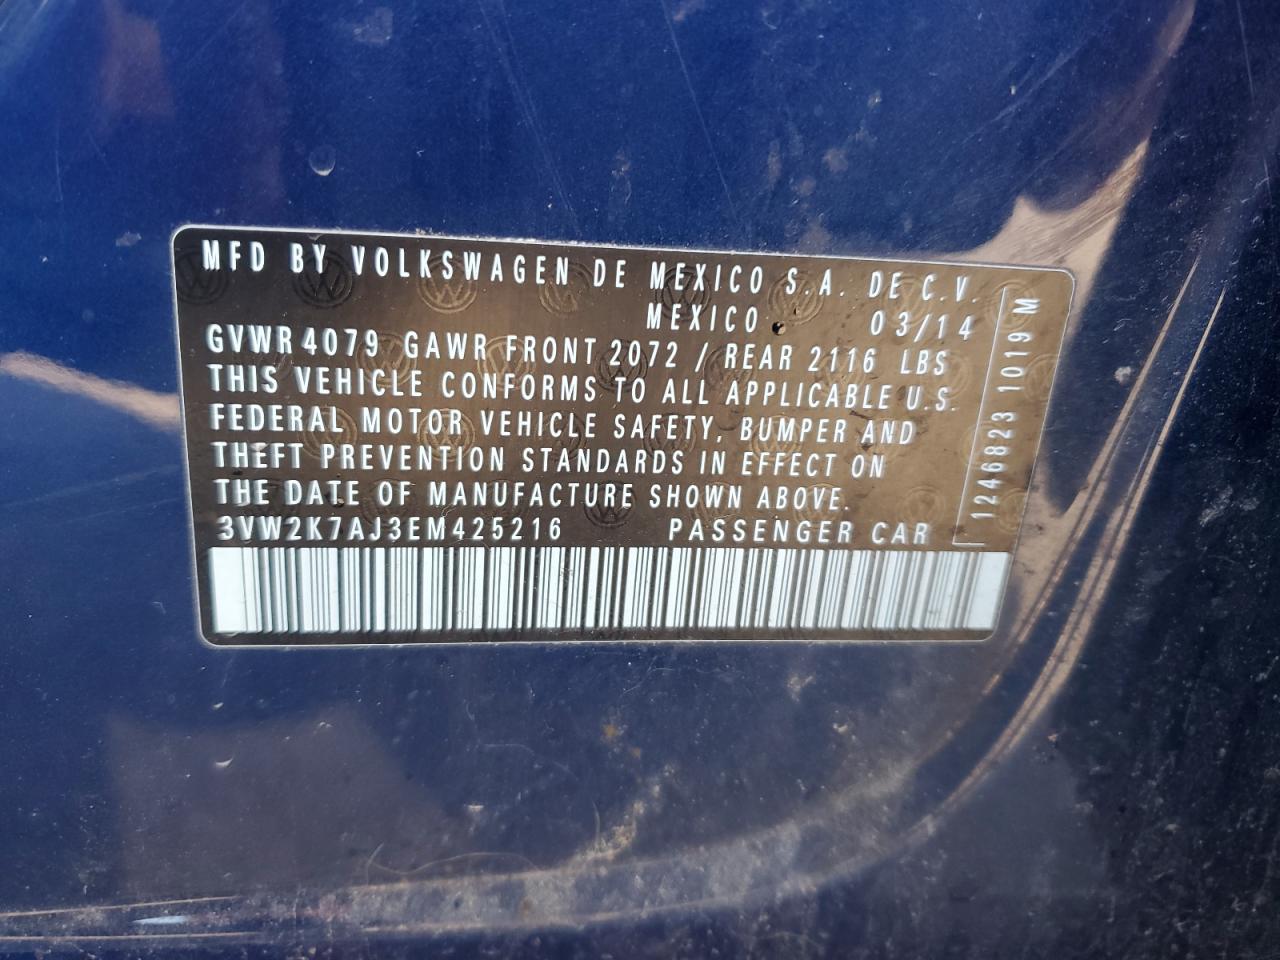 MFD BY VOLKSWAGEN DE MEXICO S.A. DE C.V.
MEXICO 03/14
GVWR 4079 GAWR FRONT 2072 / REAR 2116 LBS
THIS VEHICLE CONFORMS TO ALL APPLICABLE U.S.
FEDERAL MOTOR VEHICLE SAFETY, BUMPER AND
THEFT PREVENTION STANDARDS IN EFFECT ON
THE DATE OF MANUFACTURE SHOWN ABOVE.
3VW2K7AJ3EM425216 PASSENGER CAR
1246823 1019 M